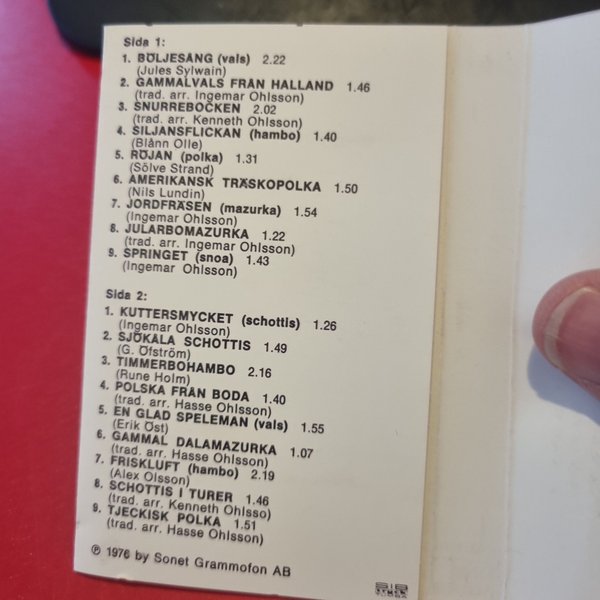 Sida 1:
1. BÖLJESÅNG (vals) 2.22
(Jules Sylwain)
2. GAMMALVALS FRÅN HALLAND 1.46
(trad. arr. Ingemar Ohlsson)
3. SNURREBOCKEN 2.02
(trad. arr. Kenneth Ohlsson)
4. SILJANSFLICKAN (hambo) 1.40
(Blånn Olle)
5. RÖJAN (polka) 1.31
(Sölve Strand)
6. AMERIKANSK TRÄSKOPOLKA 1.50
(Nils Lundin)
7. JORDFRÄSEN (mazurka) 1.54
(Ingemar Ohlsson)
8. JULARBOMAZURKA 1.22
(trad. arr. Ingemar Ohlsson)
9. SPRINGET (snoa) 1.43
(Ingemar Ohlsson)
Sida 2:
1. KUTTERSMYCKET (schottis) 1.26
(Ingemar Ohlsson)
2. SJÖKALA SCHOTTIS 1.49
(G. Öfström)
3. TIMMERBOHAMBO 2.16
(Rune Holm)
4. POLSKA FRÅN BODA 1.40
(trad. arr. Hasse Ohlsson)
5. EN GLAD SPELEMAN (vals) 1.55
(Erik Öst)
6. GAMMAL DALAMAZURKA 1.07
(trad. arr. Hasse Ohlsson)
7. FRISKLUFT (hambo) 2.19
(Alex Olsson)
8. SCHOTTIS I TURER 1.46
(trad. arr. Kenneth Ohlsso)
9. TJECKISK POLKA 1.51
(trad. arr. Hasse Ohlsson)
℗ 1976 by Sonet Grammofon AB